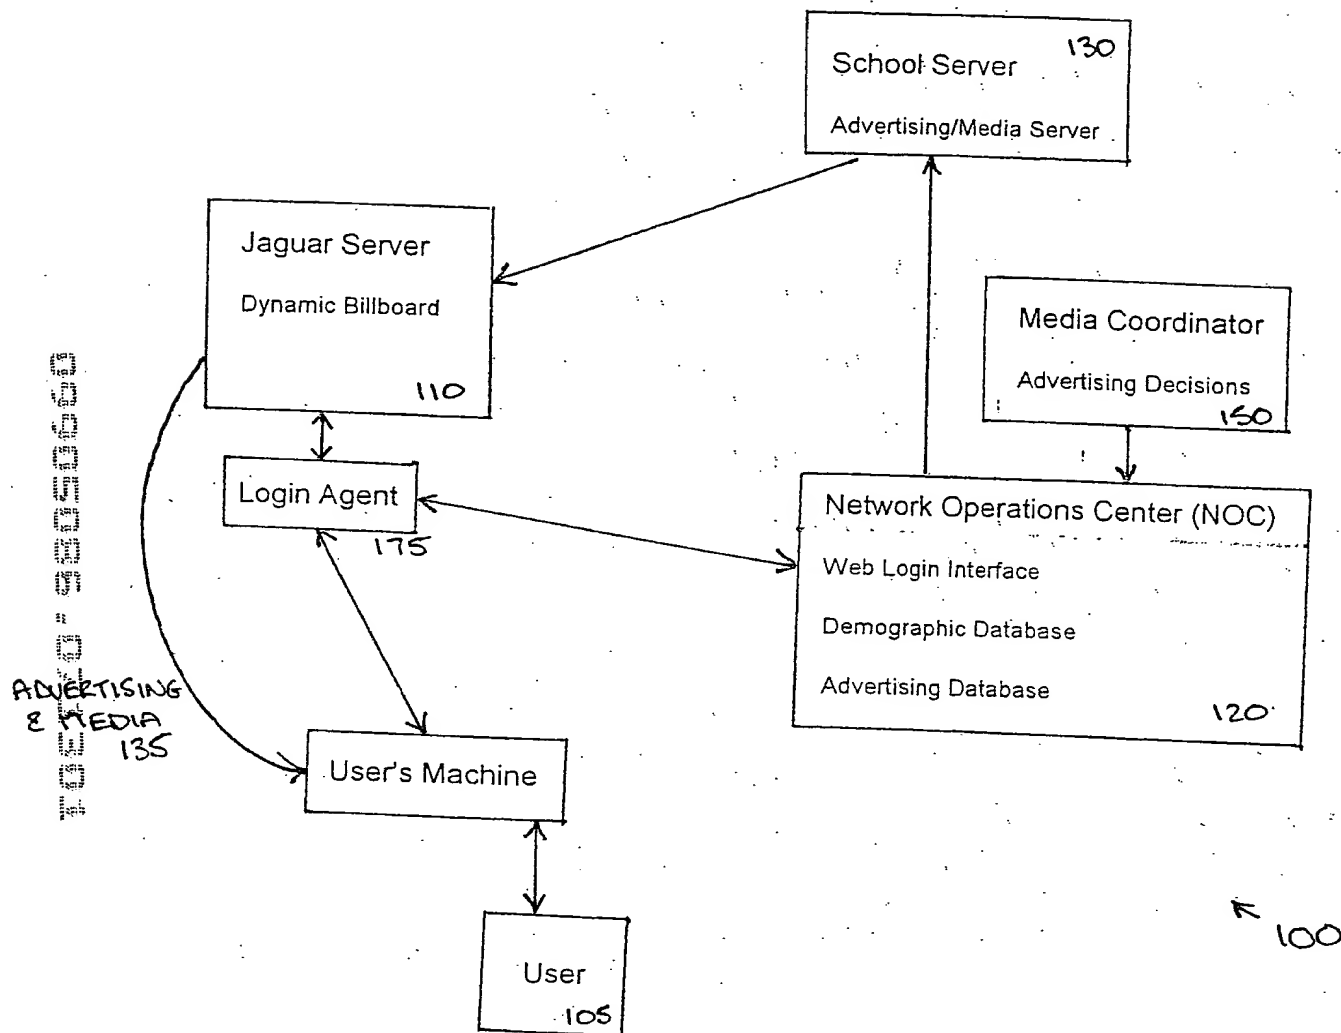 130
School Server
Advertising/Media Server
Jaguar Server
Dynamic Billboard
110
Media Coordinator
Advertising Decisions
150
Login Agent
175
Network Operations Center (NOC)
Web Login Interface
Demographic Database
Advertising Database
120
ADVERTISING
& MEDIA
135
User's Machine
User
105
100